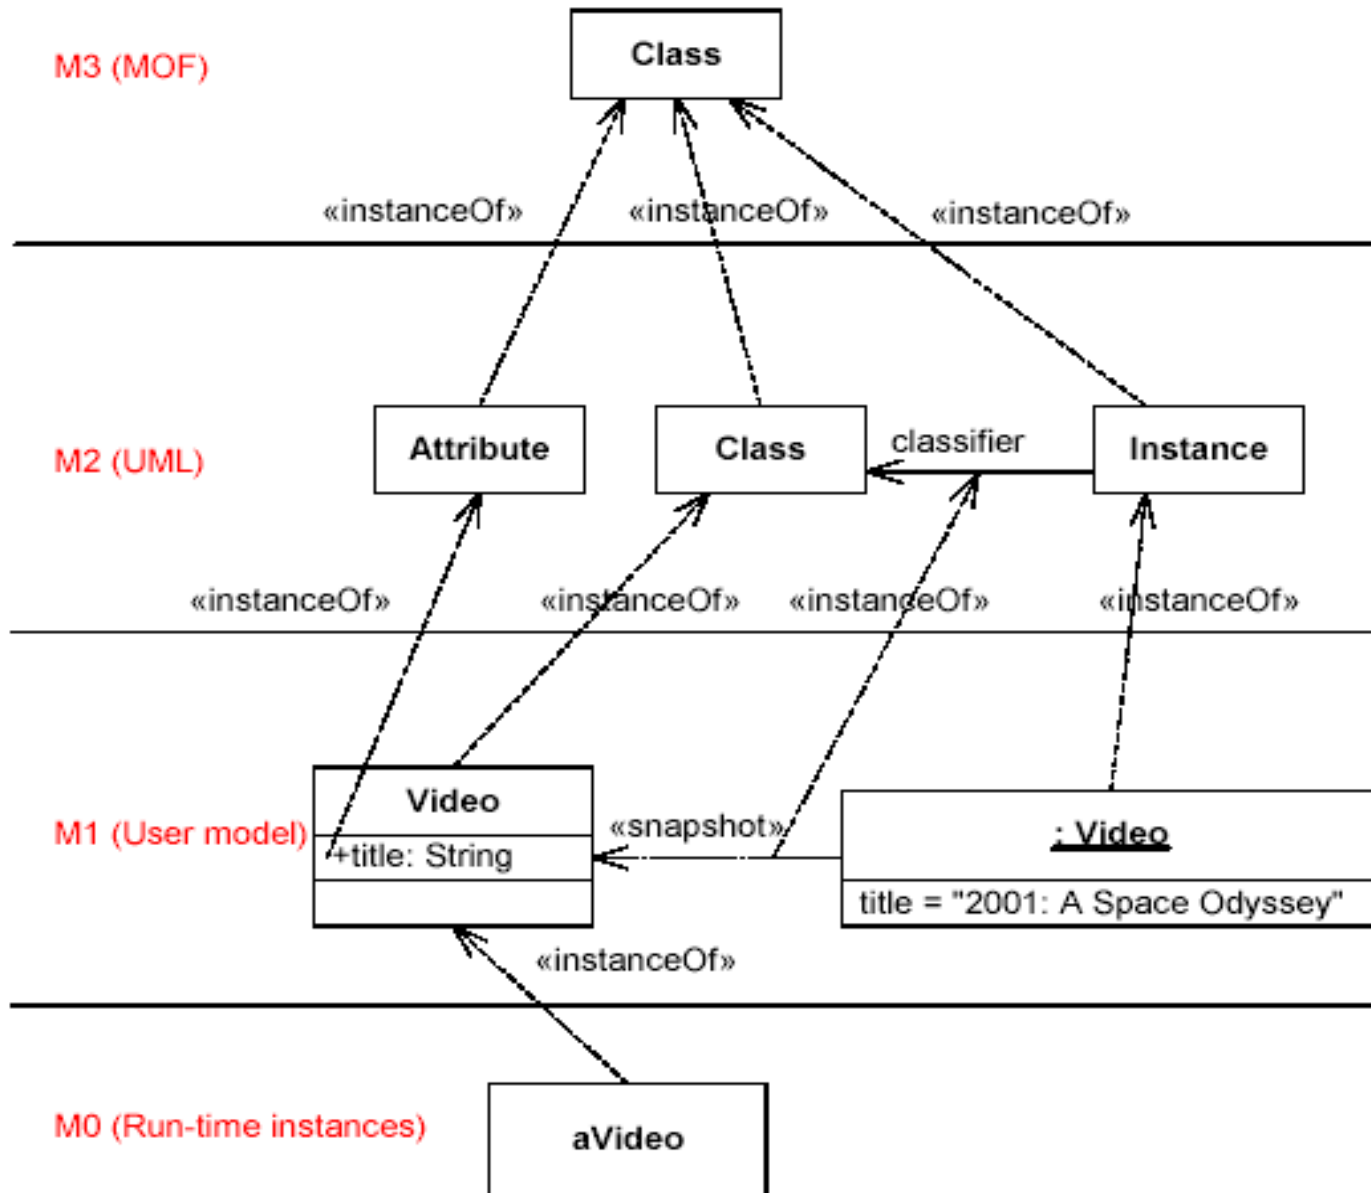 Class
M3 (MOF)
«instanceOf» «instanceOf» «instanceOf»
Attribute Class classifier Instance
M2 (UML)
«instanceOf» «instanceOf» «instanceOf» «instanceOf»
Video
M1 (User model) «snapshot» : Video
+title: String
title = "2001: A Space Odyssey"
«instanceOf»
M0 (Run-time instances)
aVideo